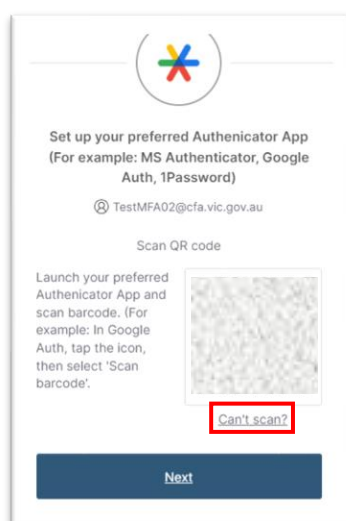 Set up your preferred Authenicator App
(For example: MS Authenticator, Google
Auth, 1Password)
TestMFA02@cfa.vic.gov.au
Scan QR code
Launch your preferred
Authenicator App and
scan barcode. (For
example: In Google
Auth, tap the icon,
then select 'Scan
barcode'.
Can't scan?
Next